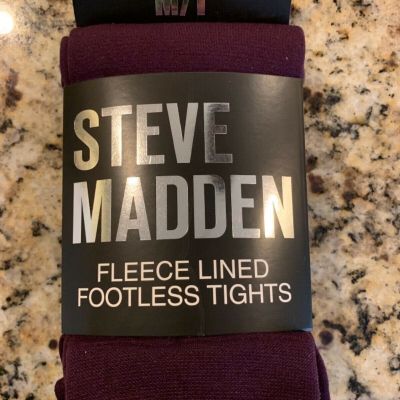 M/T
STEVE
MADDEN
FLEECE LINED
FOOTLESS TIGHTS